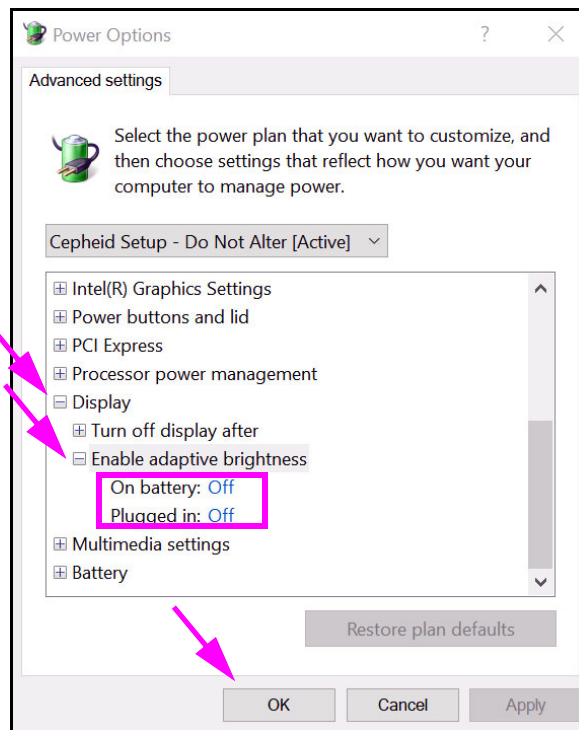 Power Options
Advanced settings
Select the power plan that you want to customize, and
then choose settings that reflect how you want your
computer to manage power.
Cepheid Setup - Do Not Alter [Active]
Intel(R) Graphics Settings
Power buttons and lid
PCI Express
Processor power management
Display
Turn off display after
Enable adaptive brightness
On battery: Off
Plugged in: Off
Multimedia settings
Battery
Restore plan defaults
OK Cancel Apply